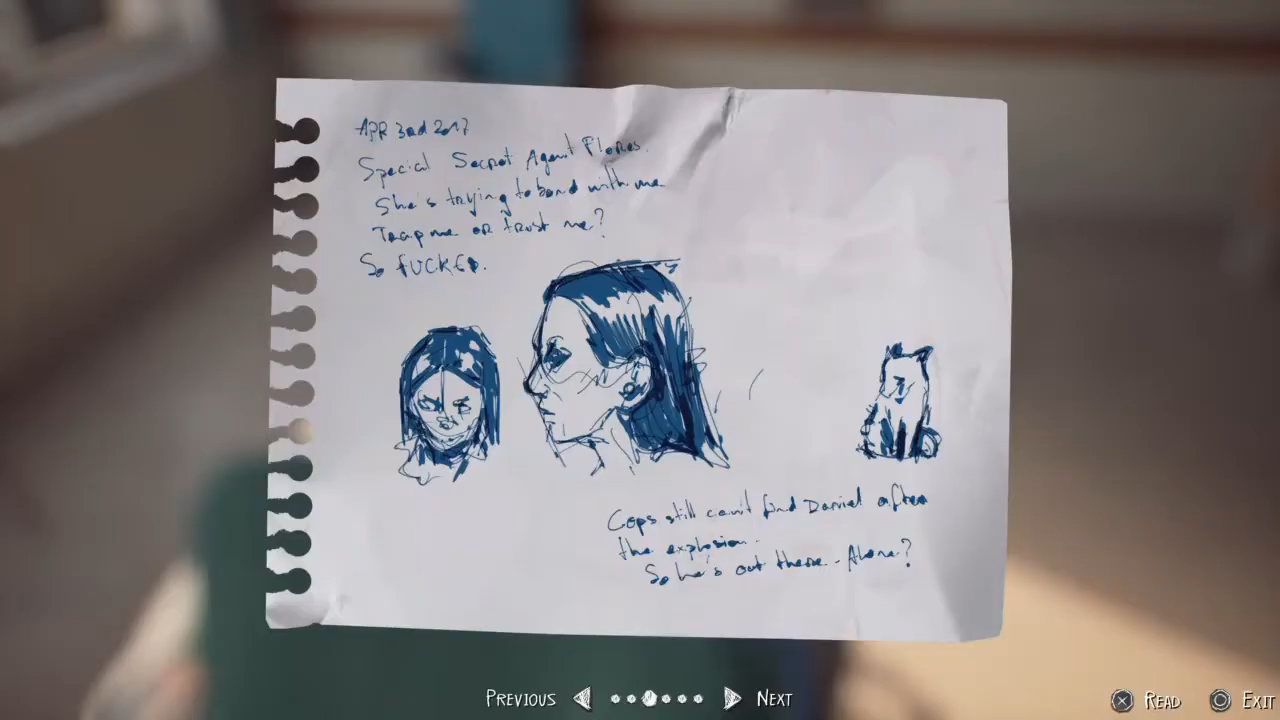 APR 3rd 2017
Special Secret Agent Flores.
She's trying to bond with me
Trap me or trust me?
So FUCKED.
Cops still can't find Daniel after
the explosion.
So he's out there. Alone?
PREVIOUS NEXT
READ
EXIT